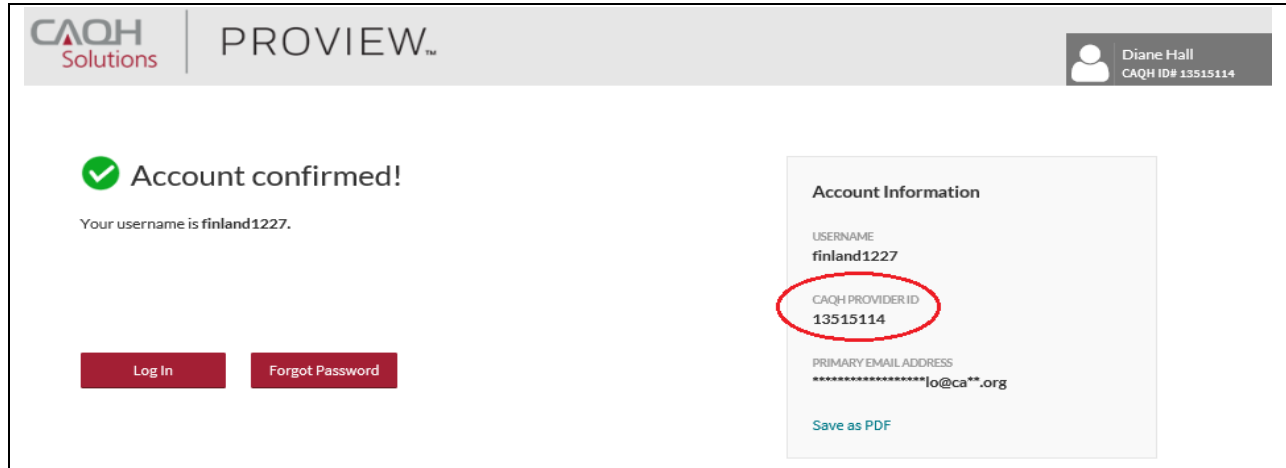 CAQH
Solutions
PROVIEW™
Diane Hall
CAQH ID# 13515114
Account confirmed!
Your username is finland1227.
Log In
Forgot Password
Account Information
USERNAME
finland1227
CAQH PROVIDER ID
13515114
PRIMARY EMAIL ADDRESS
******************lo@ca**.org
Save as PDF